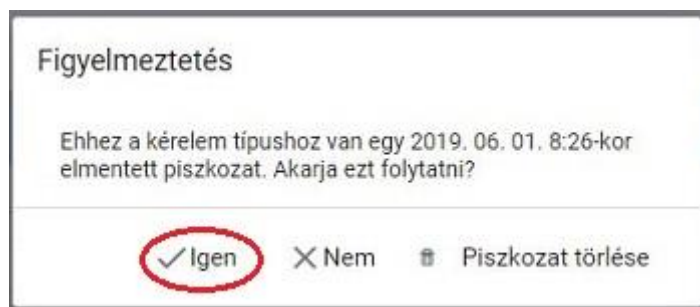 Figyelmeztetés
Ehhez a kérelem típushoz van egy 2019. 06. 01. 8:26-kor
elmentett piszkozat. Akarja ezt folytatni?
Igen Nem Piszkozat törlése